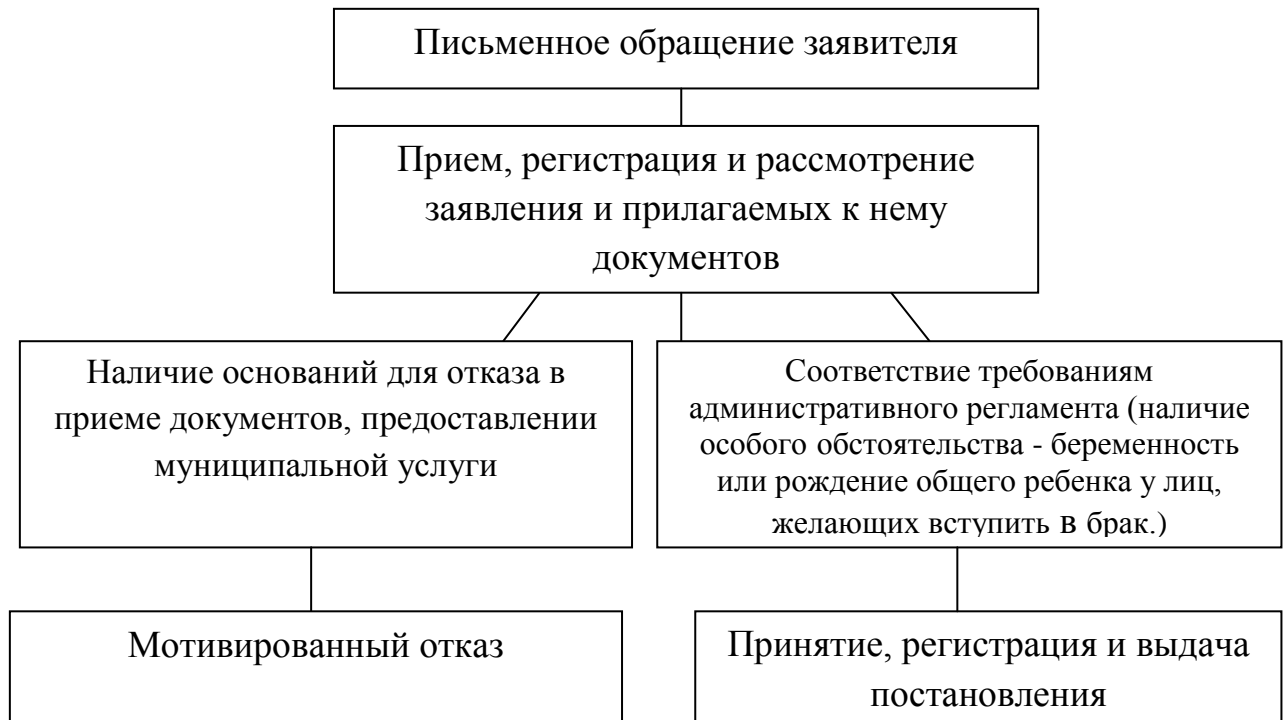 Письменное обращение заявителя
Прием, регистрация и рассмотрение
заявления и прилагаемых к нему
документов
Наличие оснований для отказа в
приеме документов, предоставлении
муниципальной услуги
Соответствие требованиям
административного регламента (наличие
особого обстоятельства - беременность
или рождение общего ребенка у лиц,
желающих вступить в брак.)
Мотивированный отказ
Принятие, регистрация и выдача
постановления